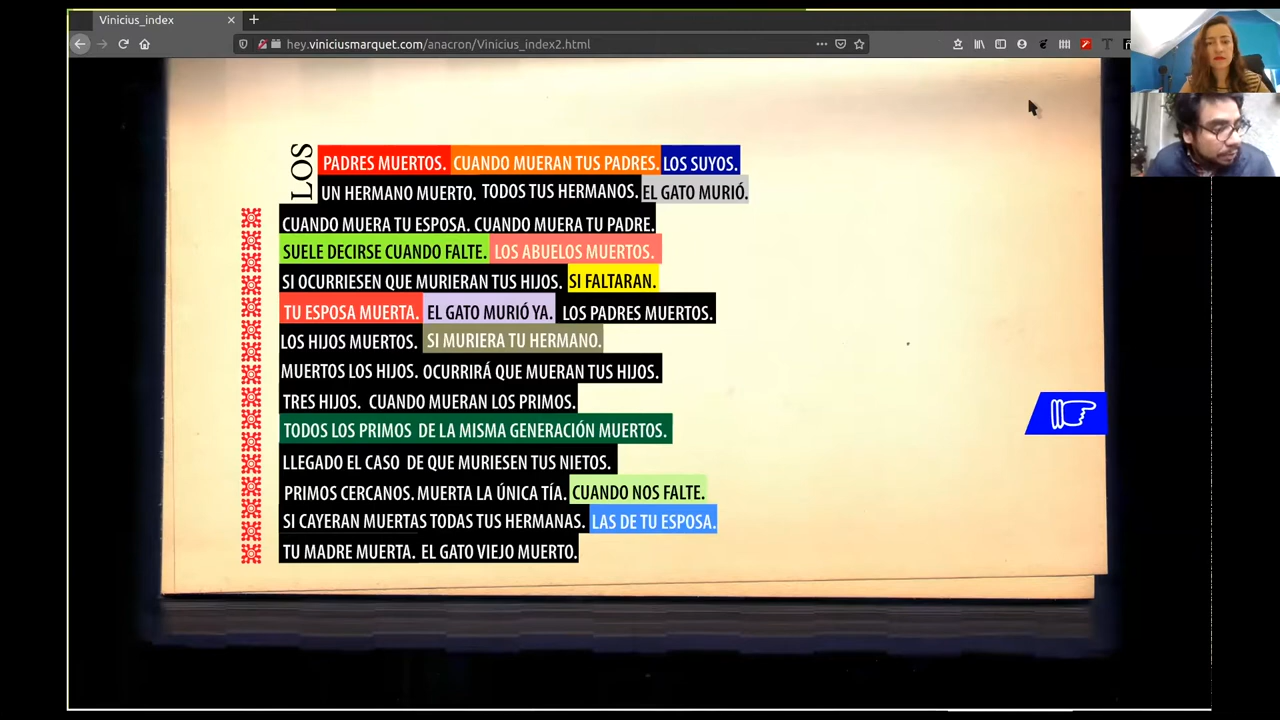 Vinicius_index
hey.viniciusmarquet.com/anacron/Vinicius_index2.html
LOS PADRES MUERTOS. CUANDO MUERAN TUS PADRES. LOS SUYOS.
UN HERMANO MUERTO. TODOS TUS HERMANOS. EL GATO MURIÓ.
CUANDO MUERA TU ESPOSA. CUANDO MUERA TU PADRE.
SUELE DECIRSE CUANDO FALTE. LOS ABUELOS MUERTOS.
SI OCURRIESEN QUE MURIERAN TUS HIJOS. SI FALTARAN.
TU ESPOSA MUERTA. EL GATO MURIÓ YA. LOS PADRES MUERTOS.
LOS HIJOS MUERTOS. SI MURIERA TU HERMANO.
MUERTOS LOS HIJOS. OCURRIRÁ QUE MUERAN TUS HIJOS.
TRES HIJOS. CUANDO MUERAN LOS PRIMOS.
TODOS LOS PRIMOS DE LA MISMA GENERACIÓN MUERTOS.
LLEGADO EL CASO DE QUE MURIESEN TUS NIETOS.
PRIMOS CERCANOS. MUERTA LA ÚNICA TÍA. CUANDO NOS FALTE.
SI CAYERAN MUERTAS TODAS TUS HERMANAS. LAS DE TU ESPOSA.
TU MADRE MUERTA. EL GATO VIEJO MUERTO.